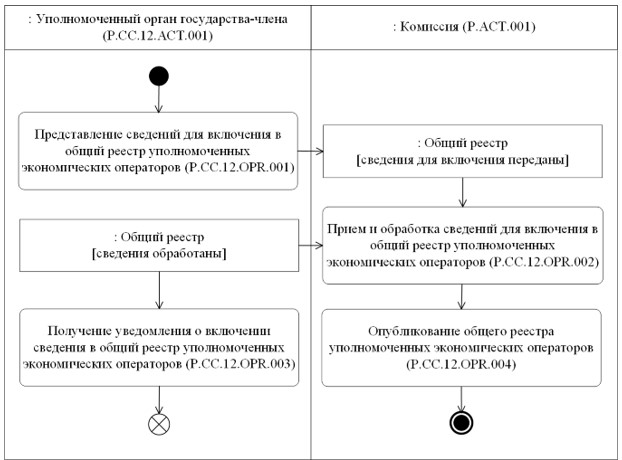 : Уполномоченный орган государства-члена
(P.CC.12.ACT.001)
: Комиссия (P.ACT.001)
Представление сведений для включения в
общий реестр уполномоченных
экономических операторов (P.CC.12.OPR.001)
: Общий реестр
[сведения для включения переданы]
: Общий реестр
[сведения обработаны]
Прием и обработка сведений для включения в
общий реестр уполномоченных
экономических операторов (P.CC.12.OPR.002)
Получение уведомления о включении
сведения в общий реестр уполномоченных
экономических операторов (P.CC.12.OPR.003)
Опубликование общего реестра
уполномоченных экономических операторов
(P.CC.12.OPR.004)